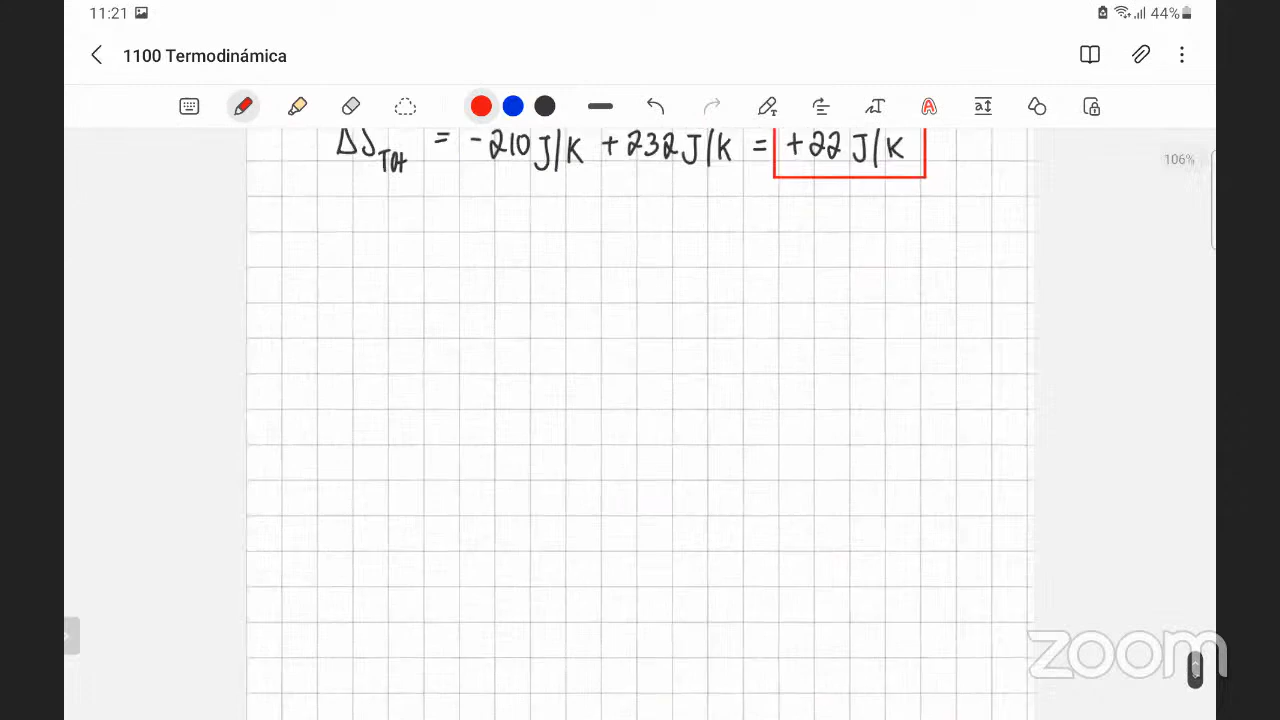 11:21
44%
1100 Termodinámica
ΔS_Tot = -210 J/K + 232 J/K = +22 J/K
106%
zoom